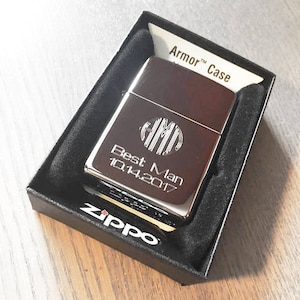 Armor™ Case
Best Man
10.14.2017
zippo